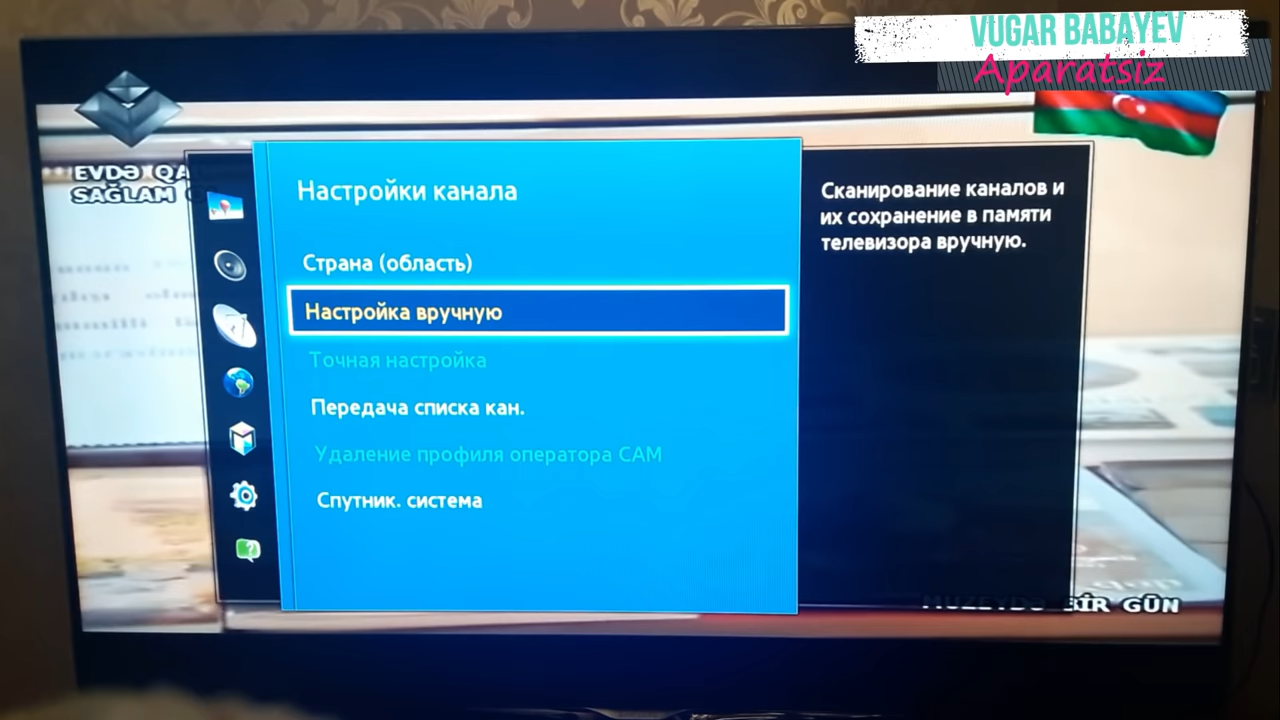 VUGAR BABAYEV
Aparatsiz
EVDƏ
SAĞLAM
Настройки канала
Страна (область)
Настройка вручную
Точная настройка
Передача списка кан.
Удаление профиля оператора CAM
Спутник. система
Сканирование каналов и
их сохранение в памяти
телевизора вручную.
MUZEYDƏ BİR GÜN